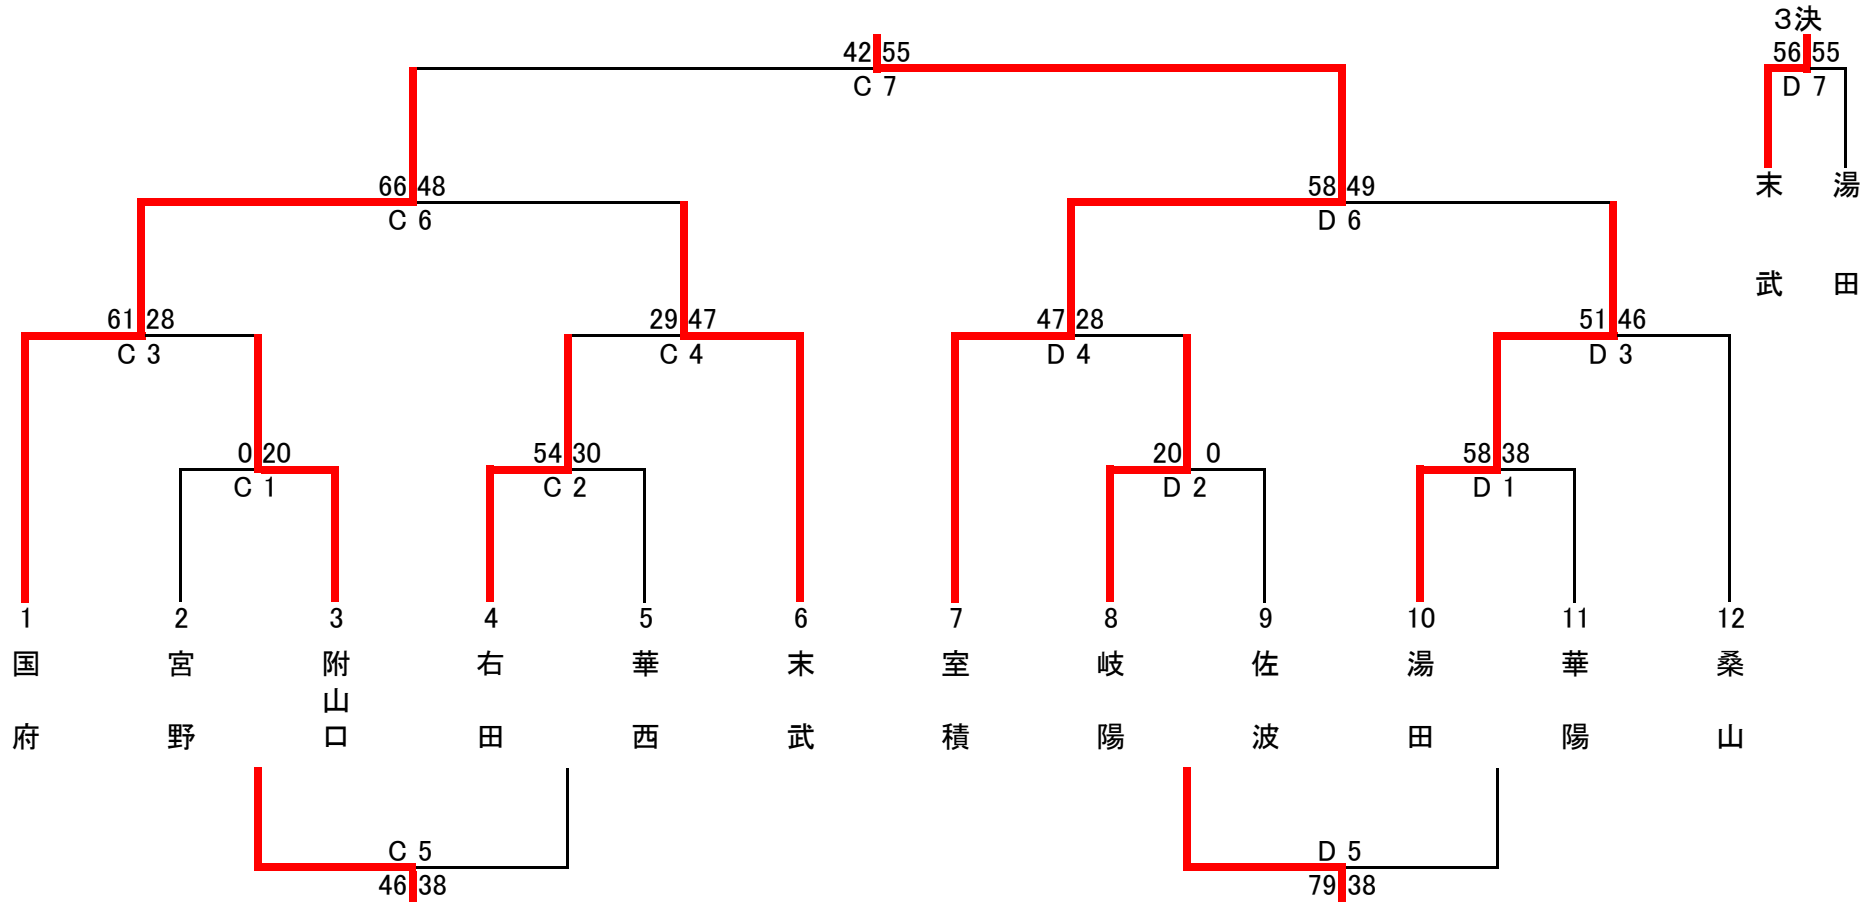 ３決
42 55
56 55
C 7
D 7
66 48
58 49
末武
湯田
C 6
D 6
61 28
29 47
47 28
51 46
C 3
C 4
D 4
D 3
0 20
54 30
20 0
58 38
C 1
C 2
D 2
D 1
1 2 3 4 5 6 7 8 9 10 11 12
国府
宮野
附山口
右田
華西
末武
室積
岐陽
佐波
湯田
華陽
桑山
C 5
D 5
46 38
79 38